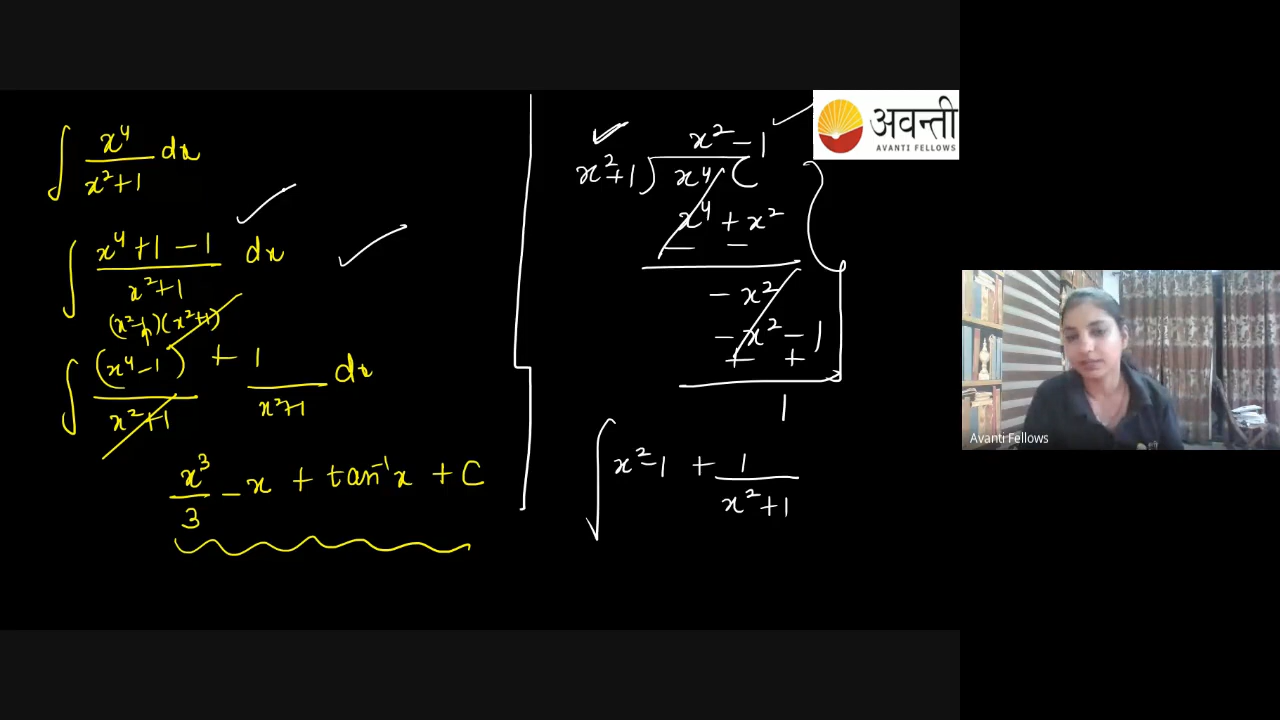 ∫ x⁴/(x²+1) dx
∫ (x⁴+1−1)/(x²+1) dx
(x²−1)(x²+1)
∫ (x⁴−1)/(x²+1) + 1/(x²+1) dx
x³/3 − x + tan⁻¹x + C
x²−1
x²+1) x⁴ (
x⁴ + x²
− −
− x²
− x² − 1
+ +
1
∫ x²−1 + 1/(x²+1)
अवन्ती
AVANTI FELLOWS
Avanti Fellows